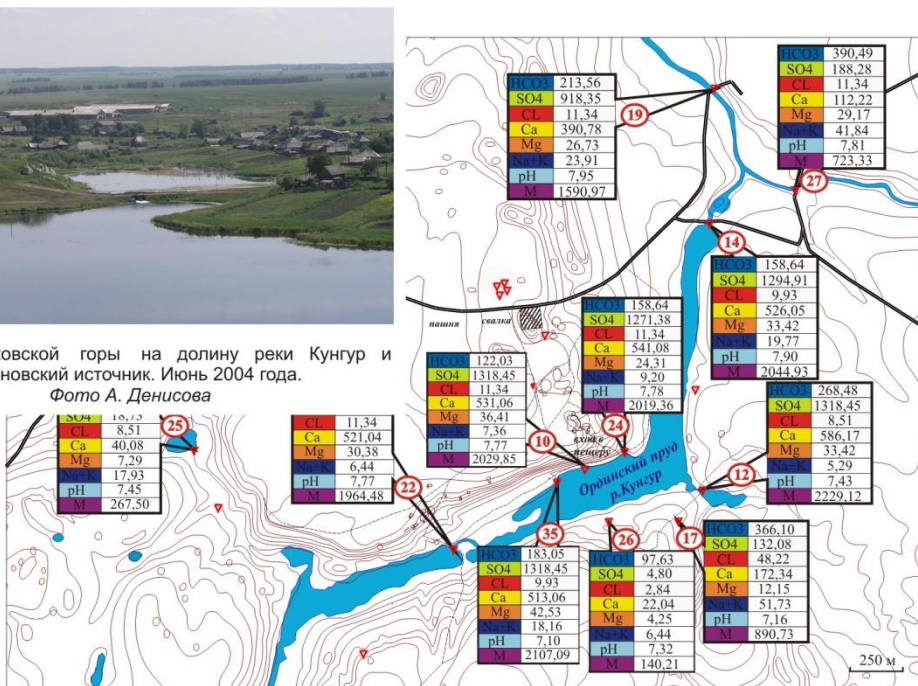 ковской горы на долину реки Кунгур и
новский источник. Июнь 2004 года.
Фото А. Денисова
HCO3 213,56
SO4 918,35
CL 11,34
Ca 390,78
Mg 26,73
Na+K 23,91
pH 7,95
M 1590,97
19
HCO3 390,49
SO4 188,28
CL 11,34
Ca 112,22
Mg 29,17
Na+K 41,84
pH 7,81
M 723,33
27
14
HCO3 158,64
SO4 1294,91
CL 9,93
Ca 526,05
Mg 33,42
Na+K 19,77
pH 7,90
M 2044,93
пашня
свалка
HCO3 158,64
SO4 1271,38
CL 11,34
Ca 541,08
Mg 24,31
Na+K 9,20
pH 7,78
M 2019,36
24
HCO3 122,03
SO4 1318,45
CL 11,34
Ca 531,06
Mg 36,41
Na+K 7,36
pH 7,77
M 2029,85
10
вход в
пещеру
Ординский пруд
р.Кунгур
HCO3 268,48
SO4 1318,45
CL 8,51
Ca 586,17
Mg 33,42
Na+K 5,29
pH 7,43
M 2229,12
12
SO4 18,73
CL 8,51
Ca 40,08
Mg 7,29
Na+K 17,93
pH 7,45
M 267,50
25
CL 11,34
Ca 521,04
Mg 30,38
Na+K 6,44
pH 7,77
M 1964,48
22
35
HCO3 183,05
SO4 1318,45
CL 9,93
Ca 513,06
Mg 42,53
Na+K 18,16
pH 7,10
M 2107,09
26
HCO3 97,63
SO4 4,80
CL 2,84
Ca 22,04
Mg 4,25
Na+K 6,44
pH 7,32
M 140,21
17
HCO3 366,10
SO4 132,08
CL 48,22
Ca 172,34
Mg 12,15
Na+K 51,73
pH 7,16
M 890,73
250 м